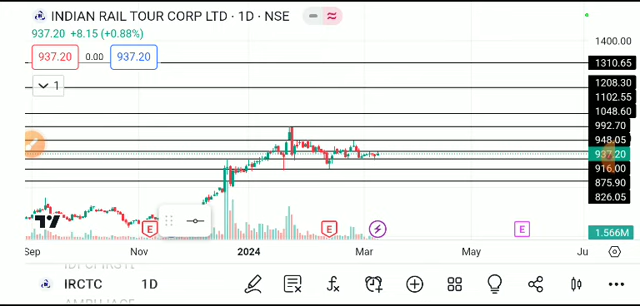 INDIAN RAIL TOUR CORP LTD · 1D · NSE
937.20 +8.15 (+0.88%)
937.20 0.00 937.20
1
1400.00
1310.65
1208.30
1102.55
1048.60
992.70
948.05
937.20
916.00
875.90
826.05
1.566M
E E E
Sep Nov 2024 Mar May Ju
IRCTC 1D